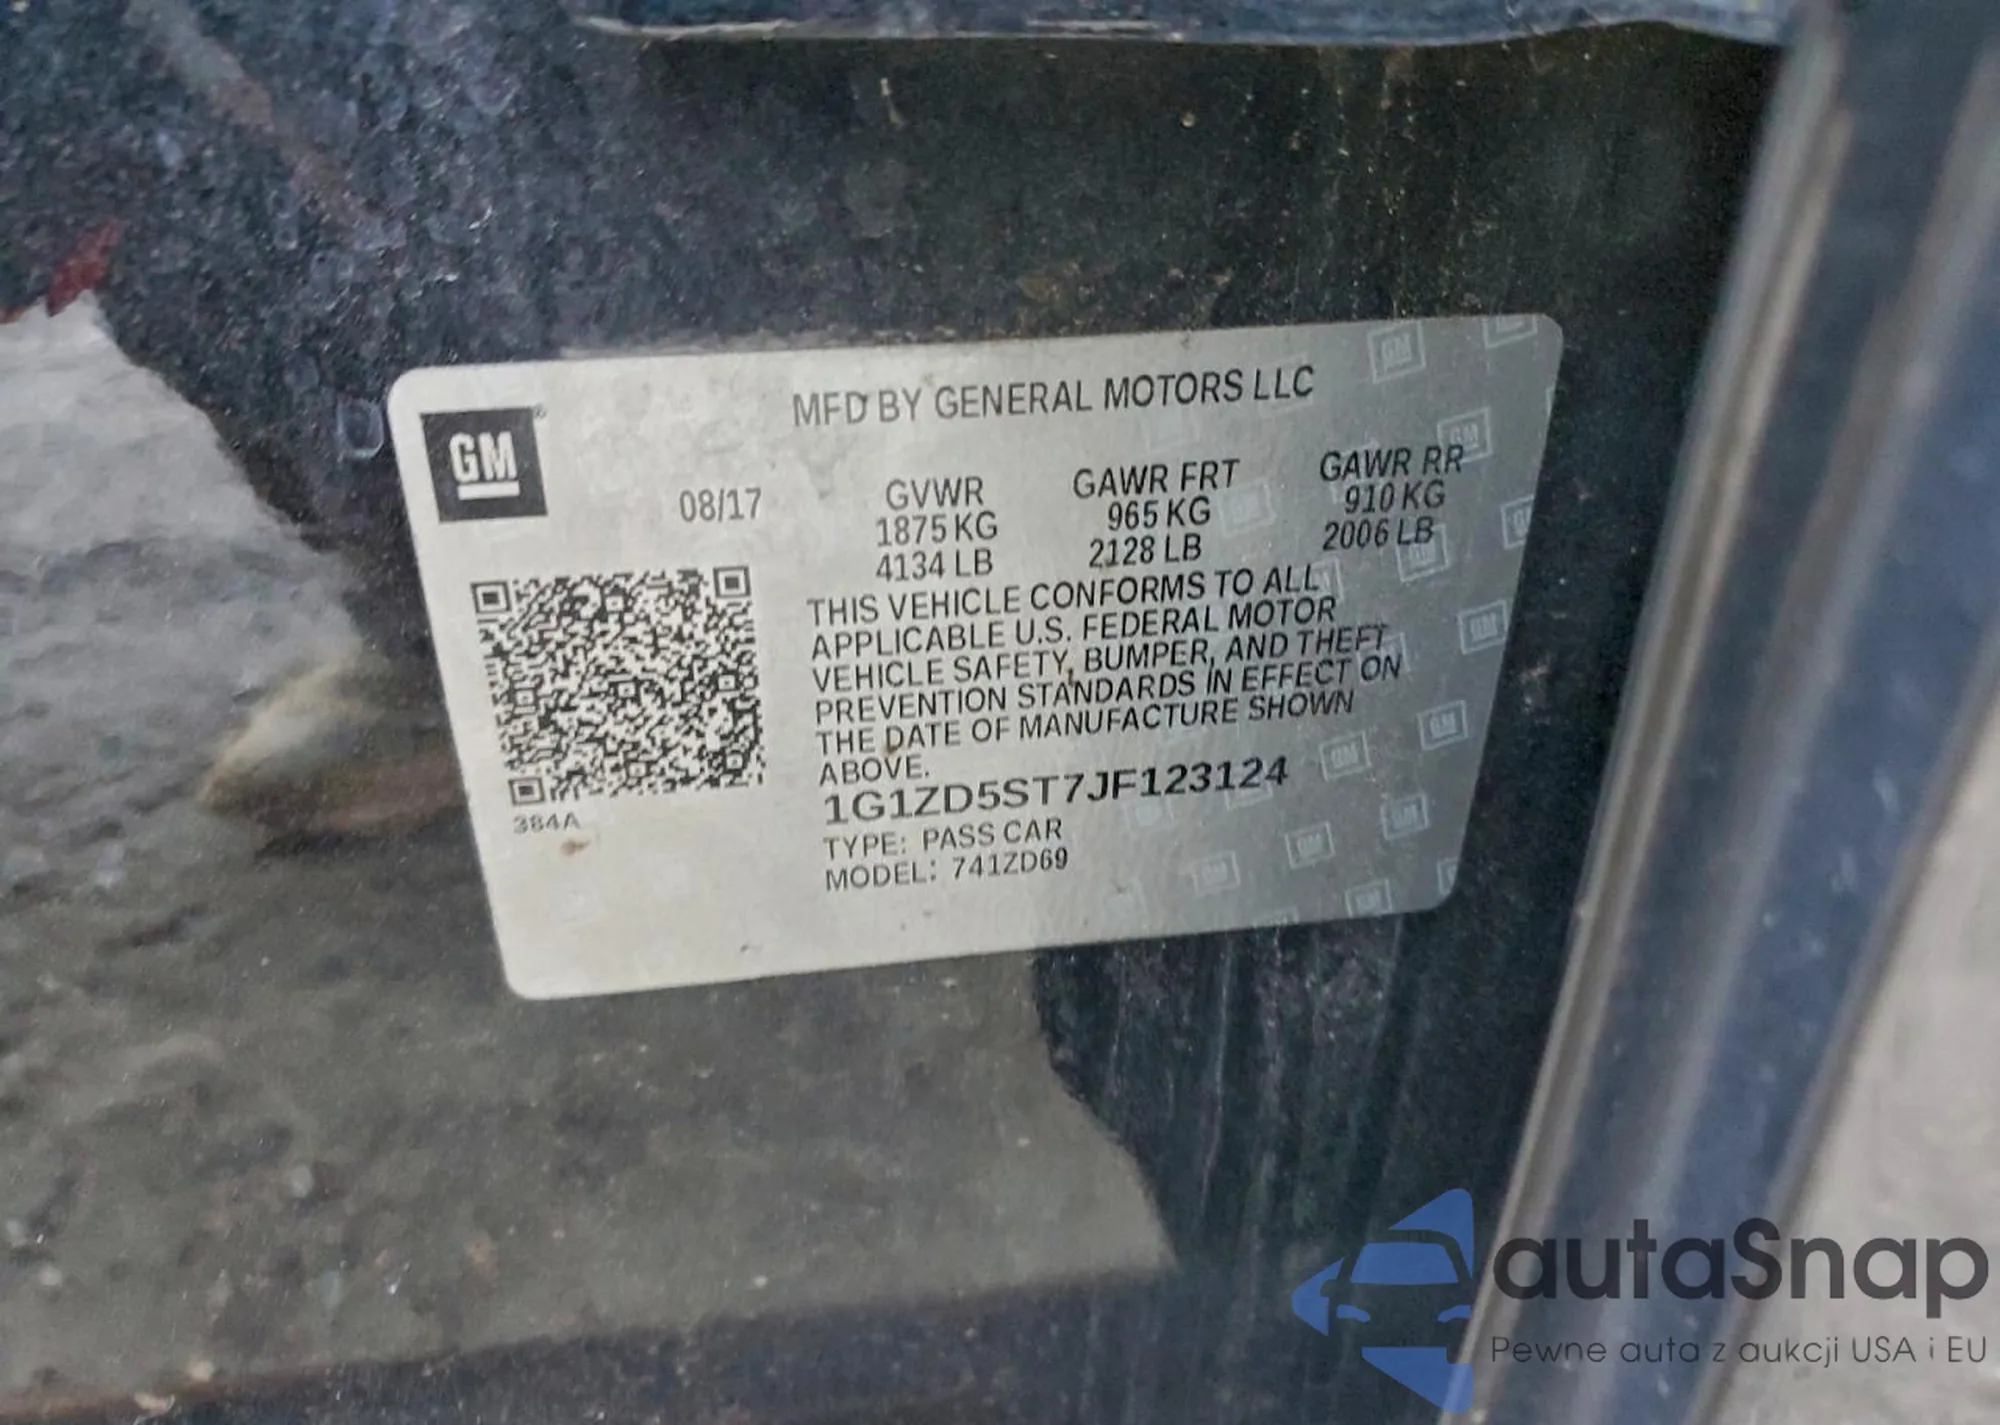 MFD BY GENERAL MOTORS LLC
GM
08/17
GVWR
1875 KG
4134 LB
GAWR FRT
965 KG
2128 LB
GAWR RR
910 KG
2006 LB
THIS VEHICLE CONFORMS TO ALL
APPLICABLE U.S. FEDERAL MOTOR
VEHICLE SAFETY, BUMPER, AND THEFT
PREVENTION STANDARDS IN EFFECT ON
THE DATE OF MANUFACTURE SHOWN
ABOVE.
1G1ZD5ST7JF123124
384A
TYPE: PASS CAR
MODEL: 741ZD69
autaSnap
Pewne auta z aukcji USA i EU